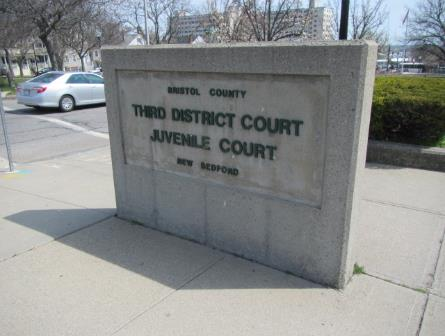 BRISTOL COUNTY
THIRD DISTRICT COURT
JUVENILE COURT
NEW BEDFORD